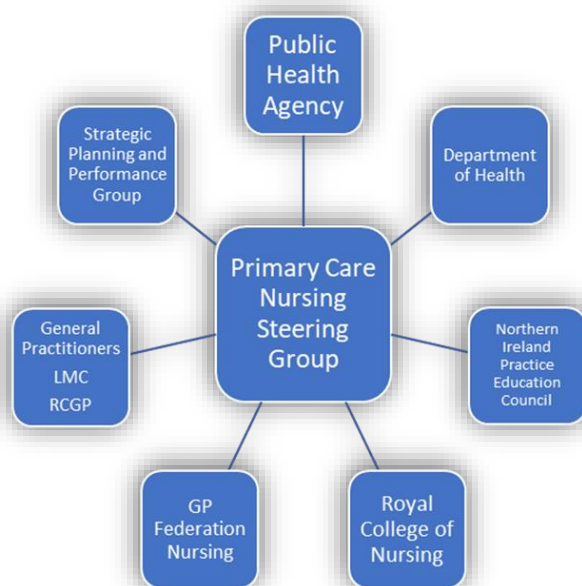 Public
Health
Agency
Strategic
Planning and
Performance
Group
Department
of Health
Primary Care
Nursing
Steering
Group
General
Practitioners
LMC
RCGP
Northern
Ireland
Practice
Education
Council
GP
Federation
Nursing
Royal
College of
Nursing